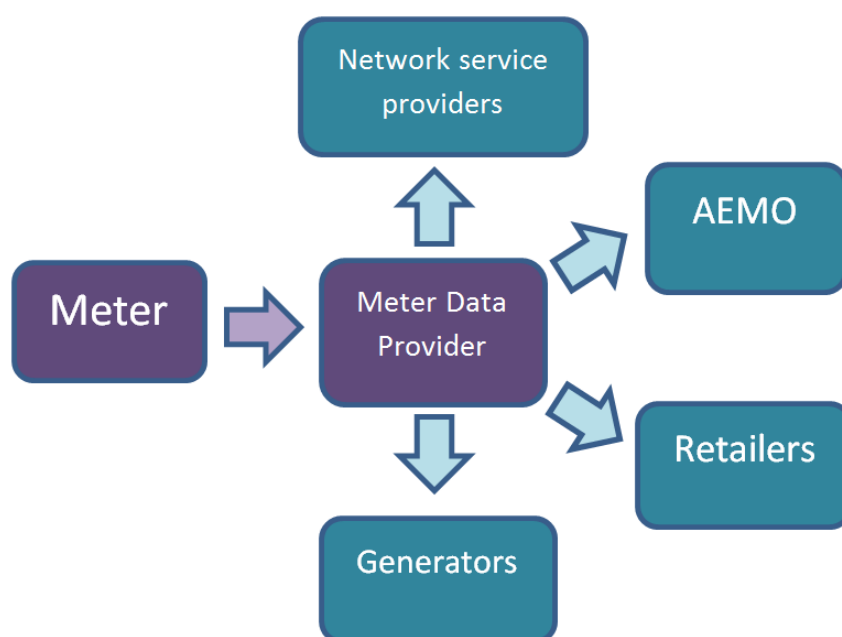 Network service
providers
AEMO
Meter
Meter Data
Provider
Retailers
Generators